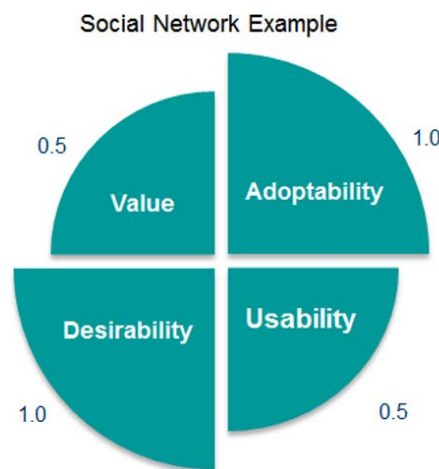 Social Network Example
0.5
1.0
Value
Adoptability
Desirability
Usability
1.0
0.5